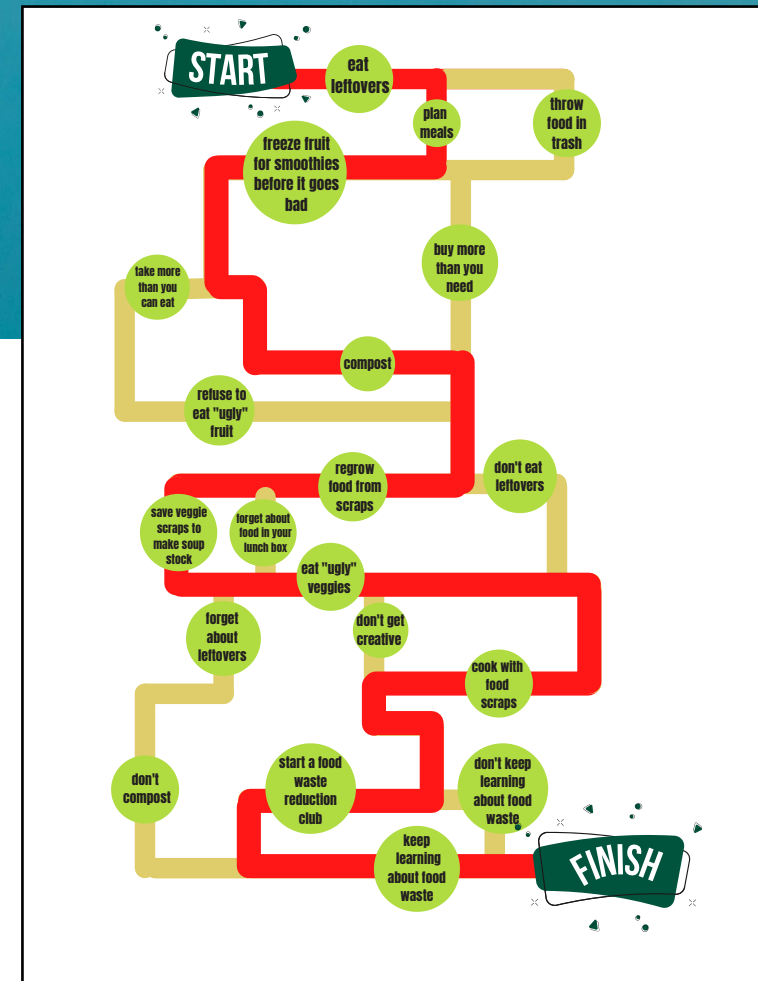 START
eat
leftovers
plan
meals
throw
food in
trash
freeze fruit
for smoothies
before it goes
bad
buy more
than you
need
take more
than you
can eat
compost
refuse to
eat "ugly"
fruit
regrow
food from
scraps
don't eat
leftovers
save veggie
scraps to
make soup
stock
forget about
food in your
lunch box
eat "ugly"
veggies
forget
about
leftovers
don't get
creative
cook with
food
scraps
don't
compost
start a food
waste
reduction
club
don't keep
learning
about food
waste
keep
learning
about food
waste
FINISH